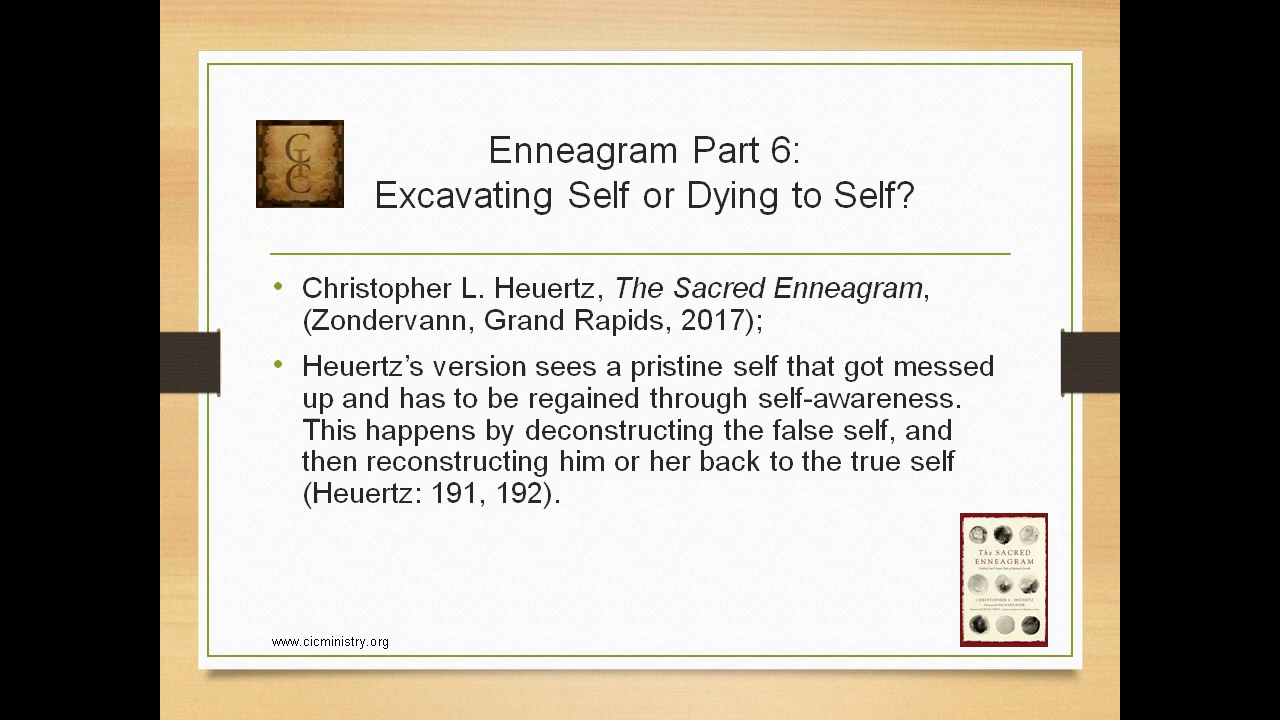 CIC
Enneagram Part 6:
Excavating Self or Dying to Self?
• Christopher L. Heuertz, The Sacred Enneagram,
(Zondervann, Grand Rapids, 2017);
• Heuertz’s version sees a pristine self that got messed
up and has to be regained through self-awareness.
This happens by deconstructing the false self, and
then reconstructing him or her back to the true self
(Heuertz: 191, 192).
The SACRED
ENNEAGRAM
CHRISTOPHER L. HEUERTZ
www.cicministry.org